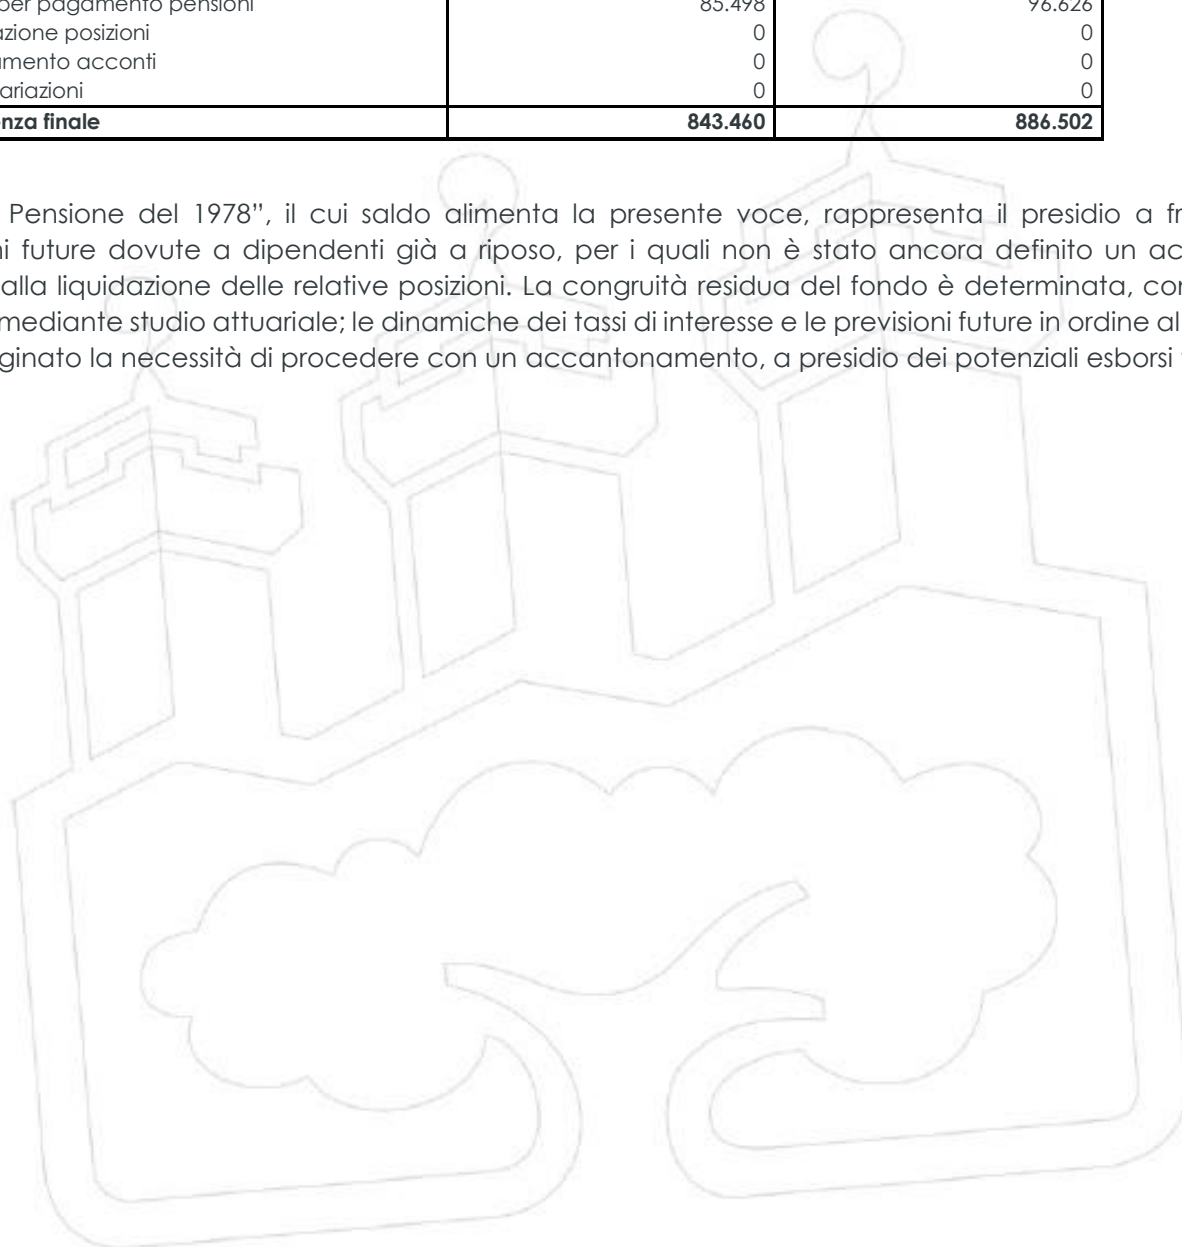 per pagamento pensioni 85.498 96.626
azione posizioni 0 0
amento acconti 0 0
ariazioni 0 0
nza finale 843.460 886.502
Pensione del 1978”, il cui saldo alimenta la presente voce, rappresenta il presidio a fr
ni future dovute a dipendenti già a riposo, per i quali non è stato ancora definito un ac
alla liquidazione delle relative posizioni. La congruità residua del fondo è determinata, con
mediante studio attuariale; le dinamiche dei tassi di interesse e le previsioni future in ordine al
ginato la necessità di procedere con un accantonamento, a presidio dei potenziali esborsi